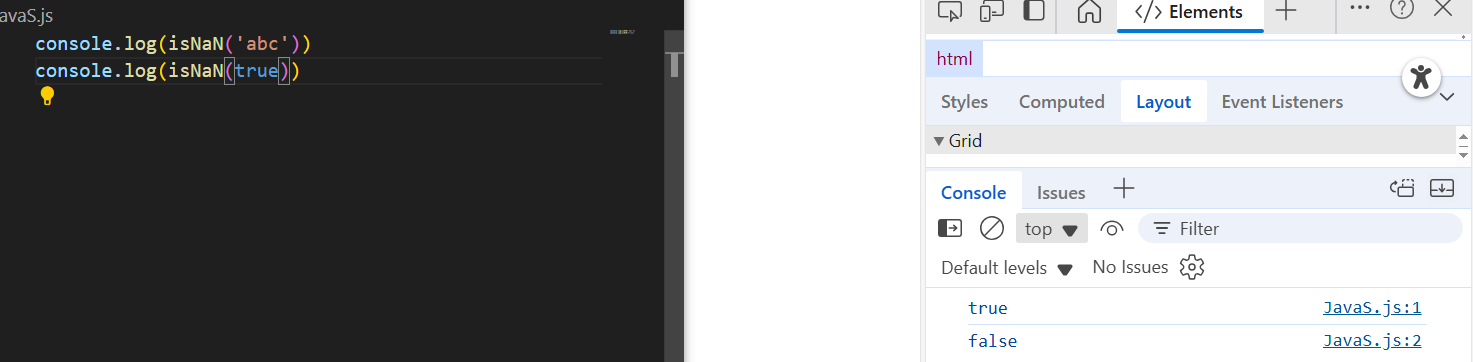 avaS.js
console.log(isNaN('abc'))
console.log(isNaN(true))
Elements
html
Styles Computed Layout Event Listeners
Grid
Console Issues
top Filter
Default levels No Issues
true JavaS.js:1
false JavaS.js:2